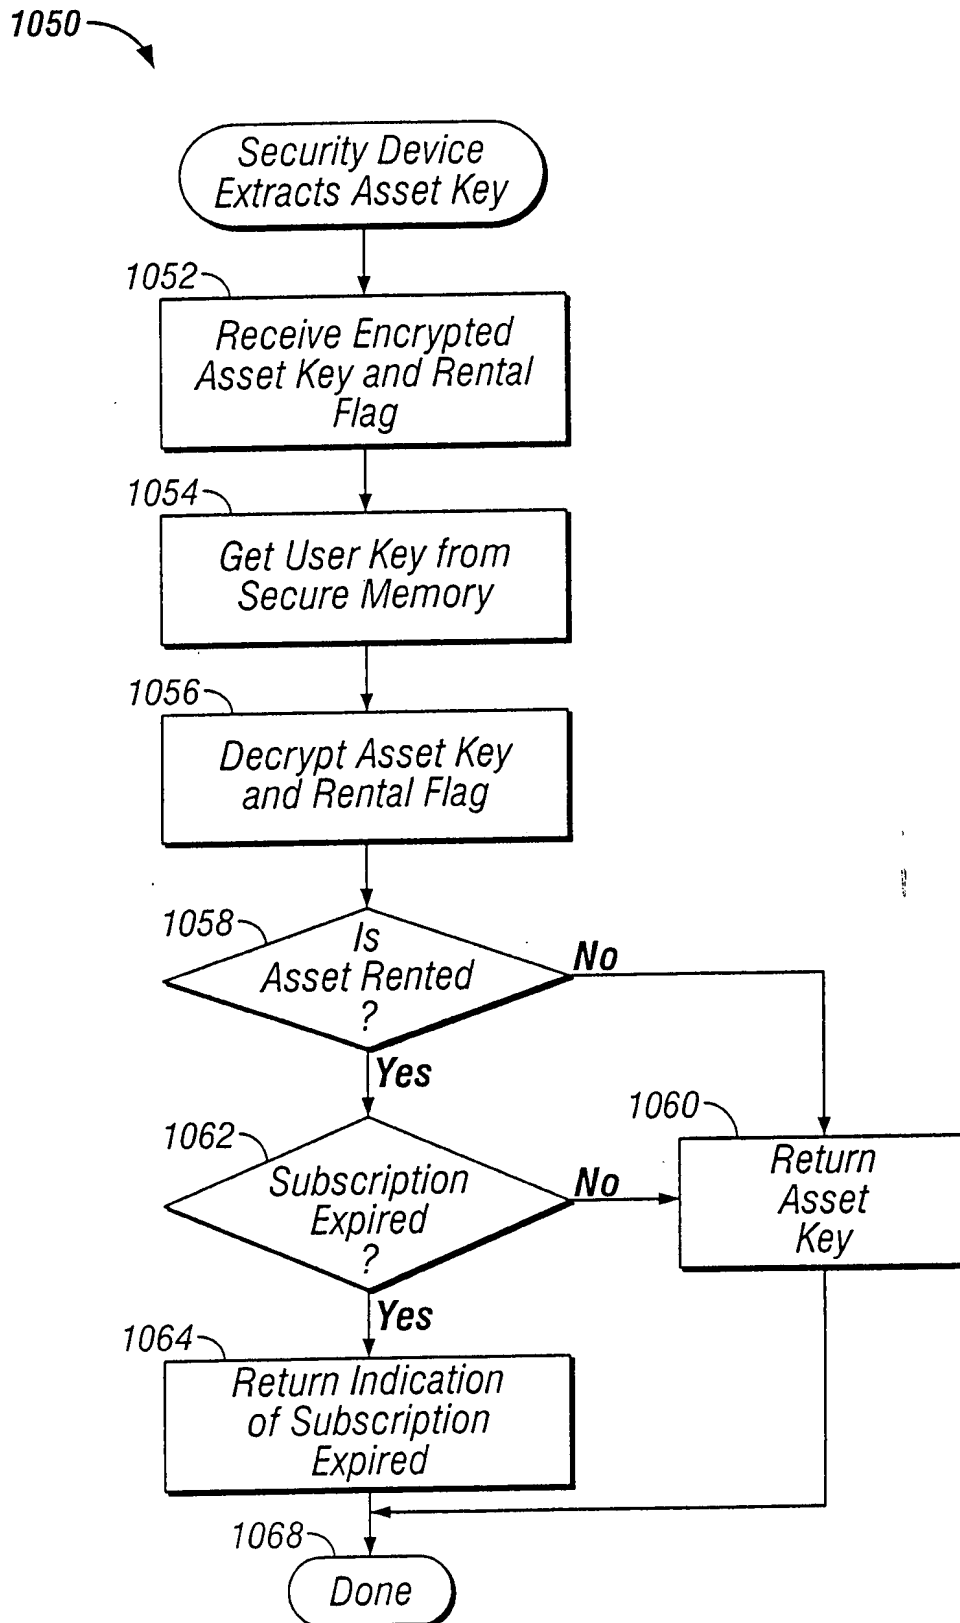 1050
Security Device
Extracts Asset Key
1052
Receive Encrypted
Asset Key and Rental
Flag
1054
Get User Key from
Secure Memory
1056
Decrypt Asset Key
and Rental Flag
1058
Is
Asset Rented
?
No
Yes
1060
Return
Asset
Key
1062
Subscription
Expired
?
No
Yes
1064
Return Indication
of Subscription
Expired
1068
Done